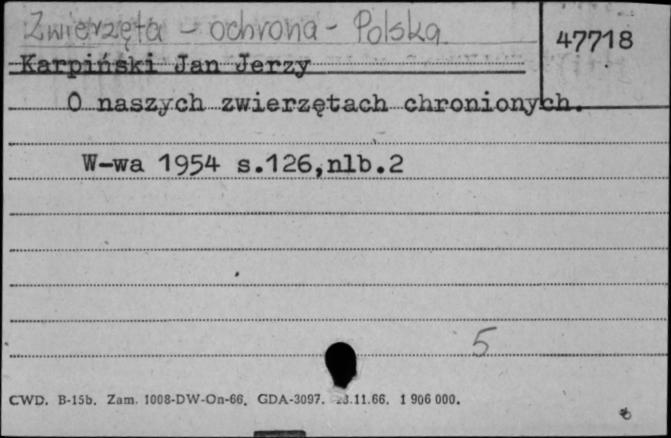 Zwierzęta - ochrona - Polska
47718
Karpiński Jan Jerzy
O naszych zwierzętach chronionych.
W-wa 1954 s.126,nlb.2
5
CWD. B-15b. Zam. 1008-DW-On-66. GDA-3097. 11.66. 1 906 000.